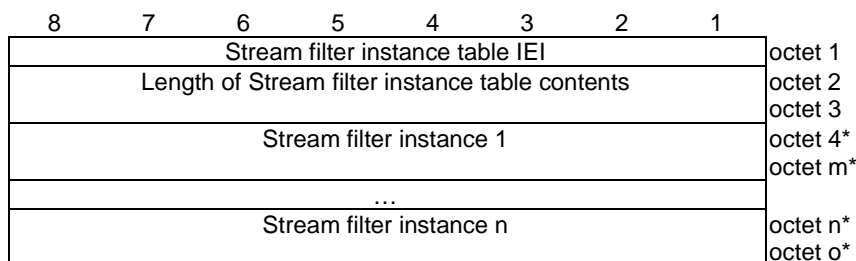 8 7 6 5 4 3 2 1
Stream filter instance table IEI octet 1
Length of Stream filter instance table contents octet 2
octet 3
Stream filter instance 1 octet 4*
octet m*
…
Stream filter instance n octet n*
octet o*